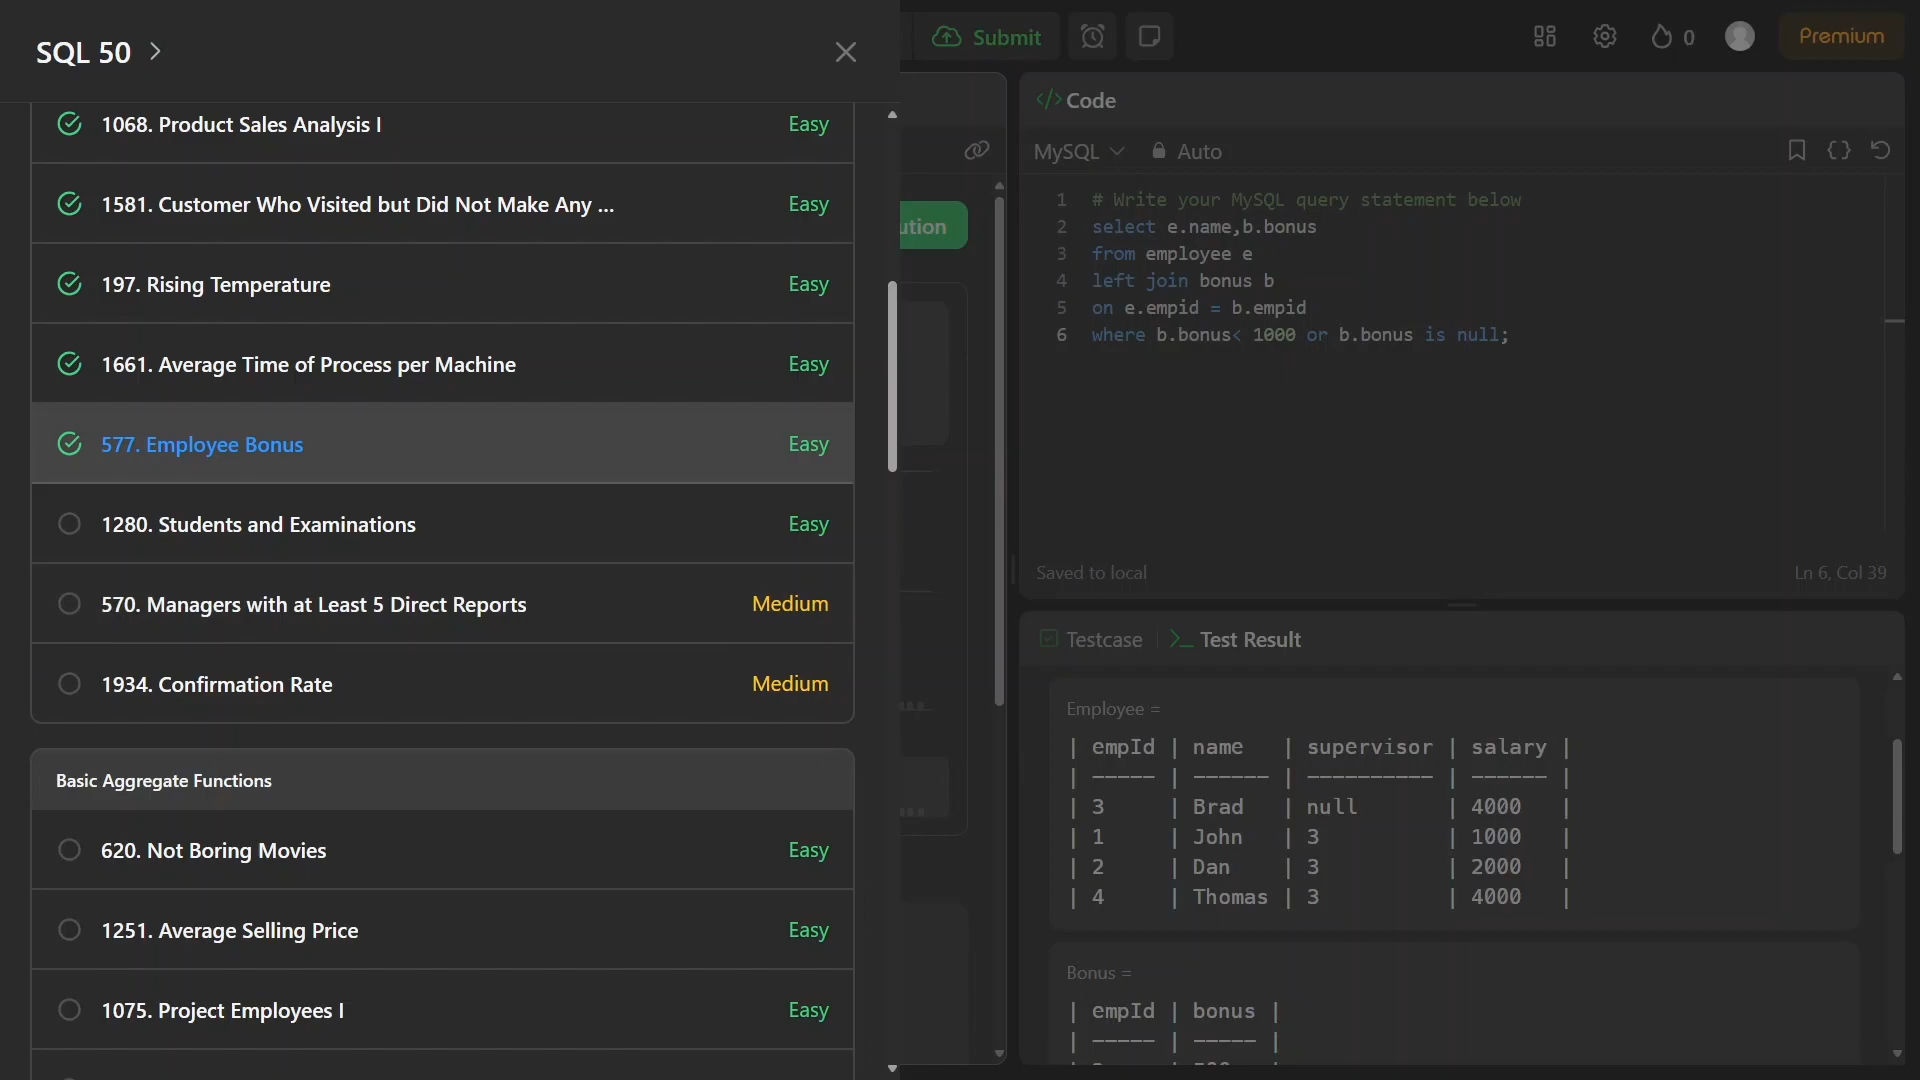 SQL 50
1068. Product Sales Analysis I Easy
1581. Customer Who Visited but Did Not Make Any ... Easy
197. Rising Temperature Easy
1661. Average Time of Process per Machine Easy
577. Employee Bonus Easy
1280. Students and Examinations Easy
570. Managers with at Least 5 Direct Reports Medium
1934. Confirmation Rate Medium
Basic Aggregate Functions
620. Not Boring Movies Easy
1251. Average Selling Price Easy
1075. Project Employees I Easy
Submit
0
Premium
ution
</> Code
MySQL Auto
1 # Write your MySQL query statement below
2 select e.name,b.bonus
3 from employee e
4 left join bonus b
5 on e.empid = b.empid
6 where b.bonus< 1000 or b.bonus is null;
Saved to local Ln 6, Col 39
Testcase | >_ Test Result
Employee =
| empId | name | supervisor | salary |
| ----- | ------ | ---------- | ------ |
| 3 | Brad | null | 4000 |
| 1 | John | 3 | 1000 |
| 2 | Dan | 3 | 2000 |
| 4 | Thomas | 3 | 4000 |
Bonus =
| empId | bonus |
| ----- | ----- |